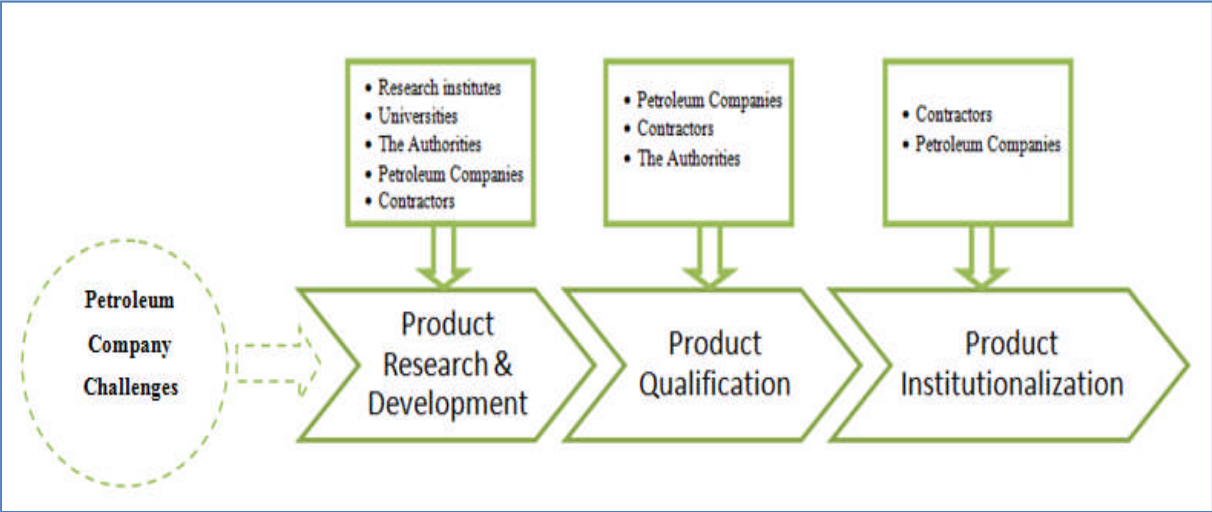 • Research institutes
• Universities
• The Authorities
• Petroleum Companies
• Contractors
• Petroleum Companies
• Contractors
• The Authorities
• Contractors
• Petroleum Companies
Petroleum
Company
Challenges
Product
Research &
Development
Product
Qualification
Product
Institutionalization